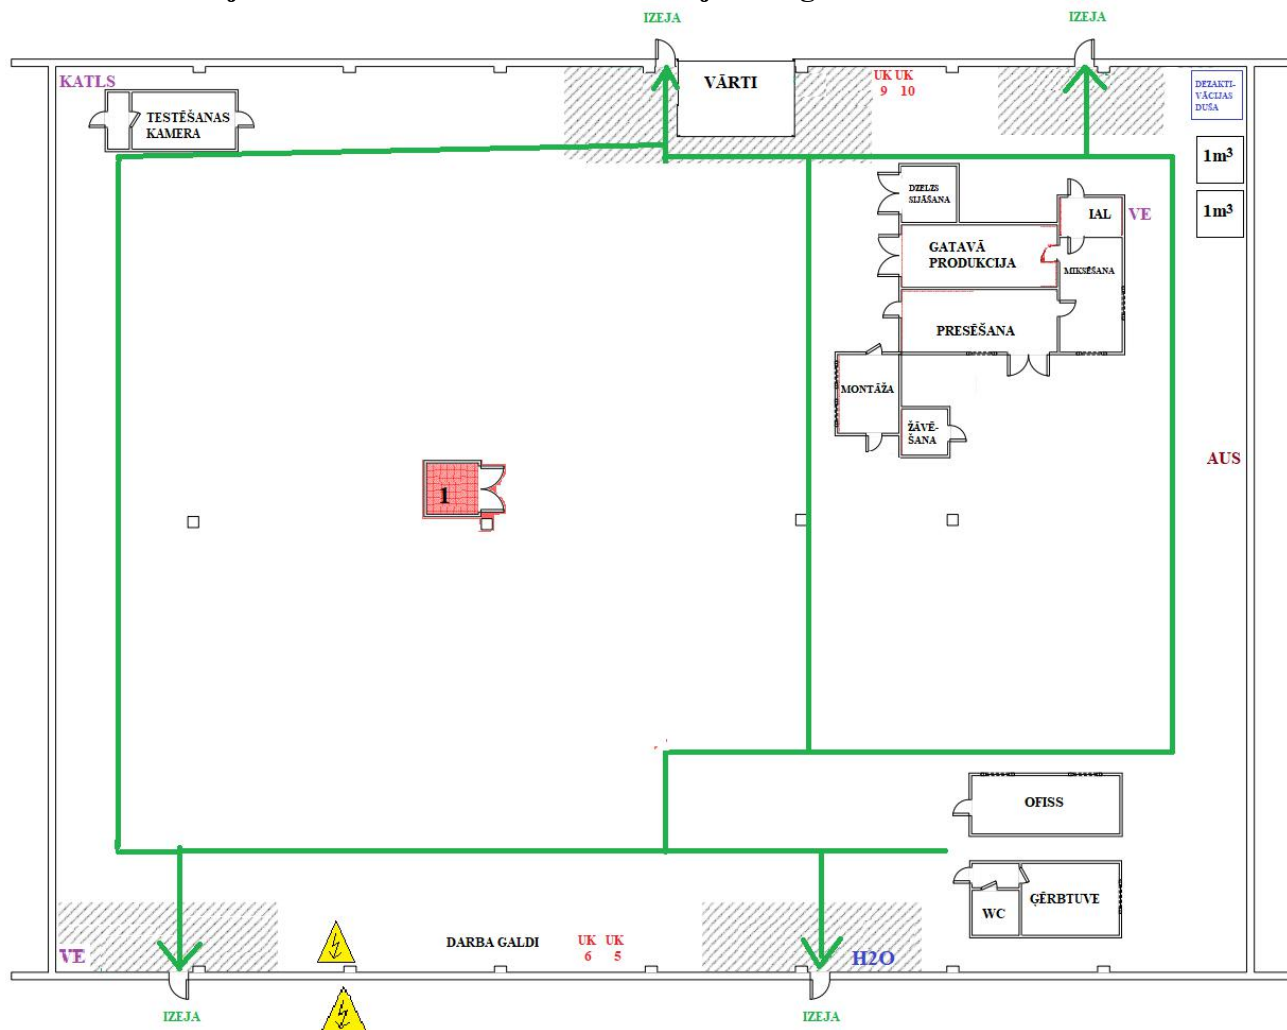 IZEJA
IZEJA
KATLS
VĀRTI
UK UK
9 10
DEZAKTI-
VĀCIJAS
DUŠA
TESTĒŠANAS
KAMERA
1m³
1m³
DZELZS
SIJĀŠANA
IAL
VE
GATAVĀ
PRODUKCIJA
MIKSĒŠANA
PRESĒŠANA
MONTĀŽA
ŽĀVĒ-
ŠANA
AUS
1
OFISS
ĢĒRBTUVE
WC
DARBA GALDI
UK UK
6 5
VE
H2O
IZEJA
IZEJA